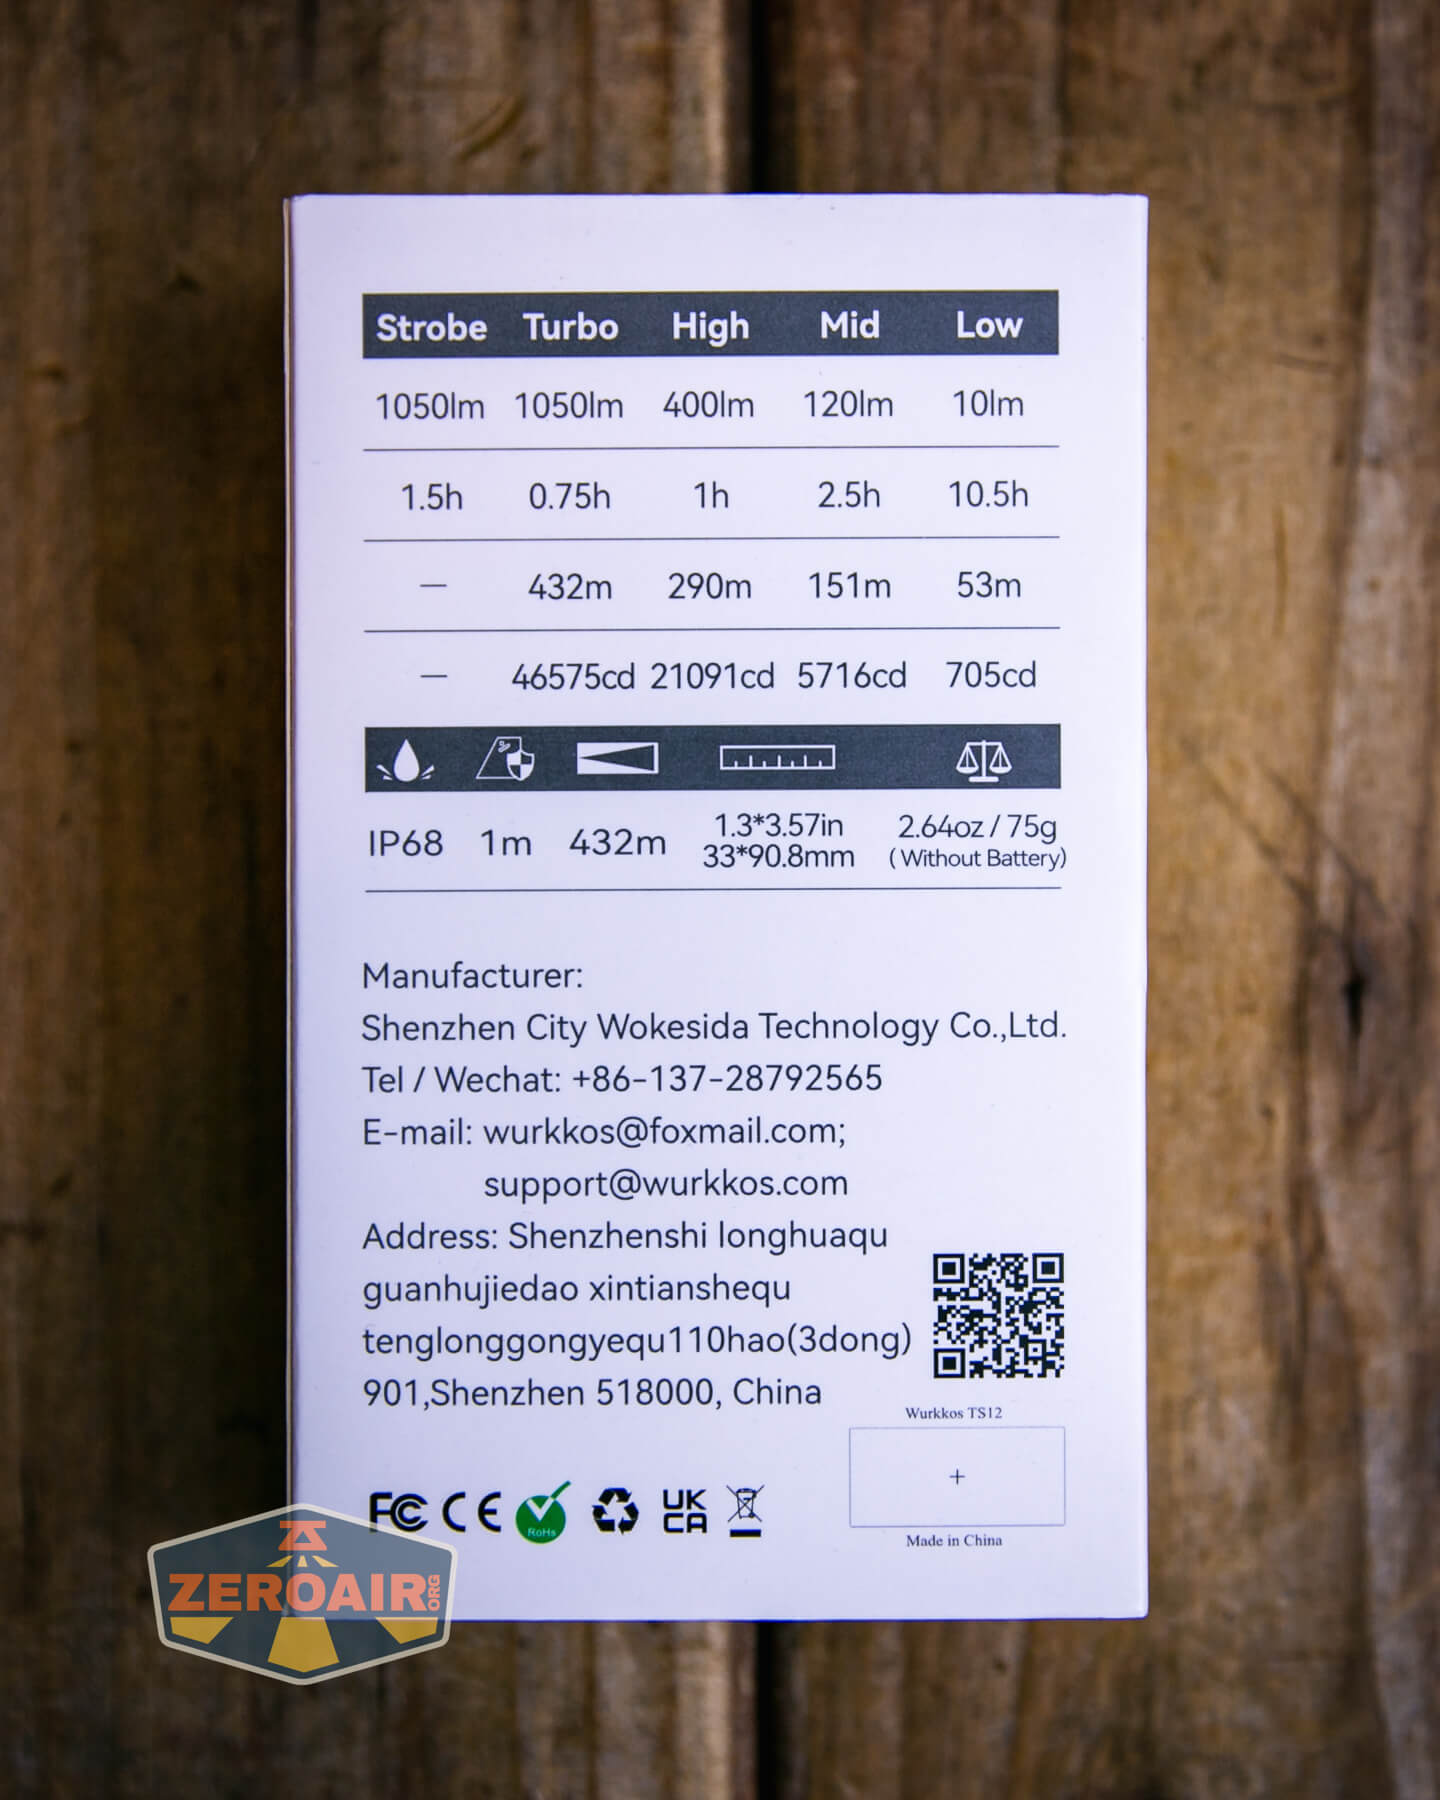 Strobe Turbo High Mid Low
1050lm 1050lm 400lm 120lm 10lm
1.5h 0.75h 1h 2.5h 10.5h
— 432m 290m 151m 53m
— 46575cd 21091cd 5716cd 705cd
IP68 1m 432m 1.3*3.57in 2.64oz / 75g
33*90.8mm ( Without Battery)
Manufacturer:
Shenzhen City Wokesida Technology Co.,Ltd.
Tel / Wechat: +86-137-28792565
E-mail: wurkkos@foxmail.com;
support@wurkkos.com
Address: Shenzhenshi longhuaqu
guanhujiedao xintianshequ
tenglonggongyequ110hao(3dong)
901,Shenzhen 518000, China
Wurkkos TS12
+
Made in China
FC CE RoHs UK
CA
ZEROAIR.ORG